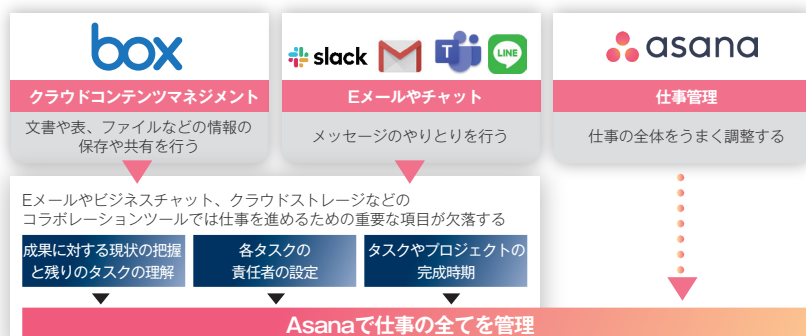 box
slack
LINE
asana
クラウドコンテンツマネジメント
Eメールやチャット
仕事管理
文書や表、ファイルなどの情報の
保存や共有を行う
メッセージのやりとりを行う
仕事の全体をうまく調整する
Eメールやビジネスチャット、クラウドストレージなどの
コラボレーションツールでは仕事を進めるための重要な項目が欠落する
成果に対する現状の把握
と残りのタスクの理解
各タスクの
責任者の設定
タスクやプロジェクトの
完成時期
Asanaで仕事の全てを管理